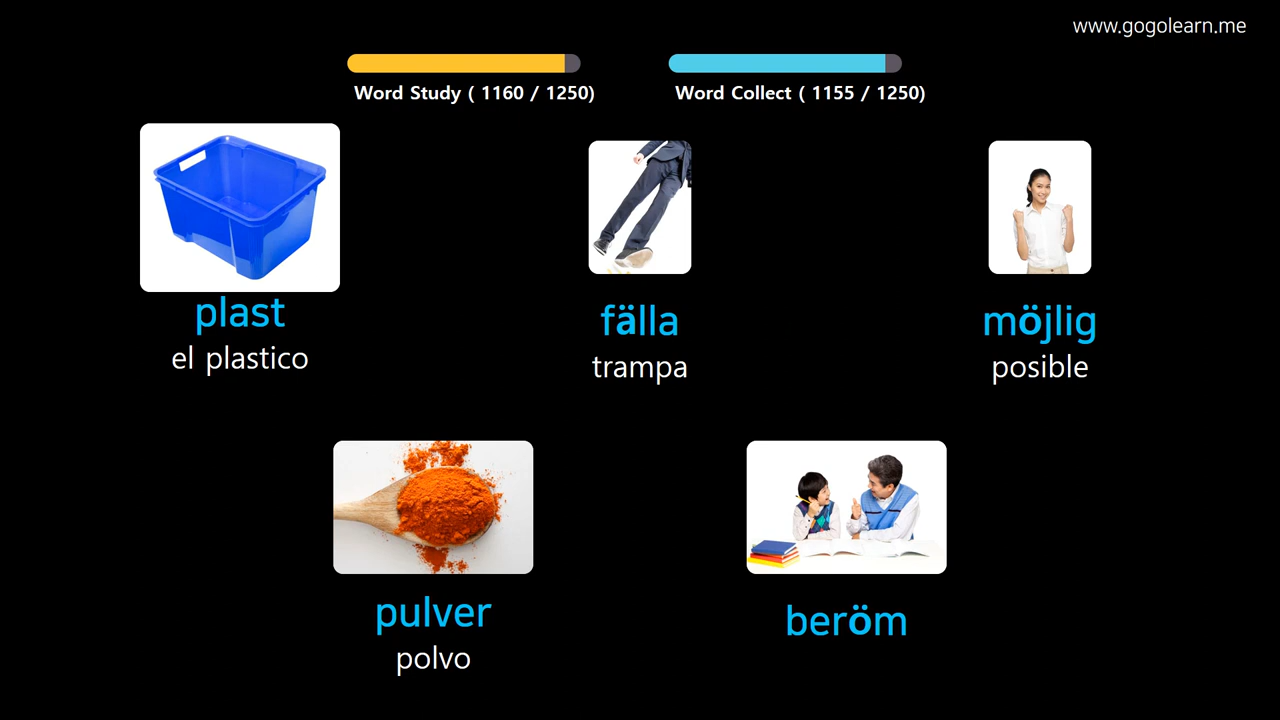 www.gogolearn.me
Word Study ( 1160 / 1250)
Word Collect ( 1155 / 1250)
plast
el plastico
fälla
trampa
möjlig
posible
pulver
polvo
beröm